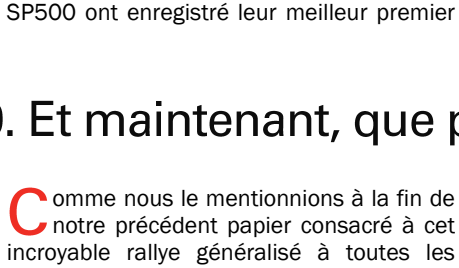 SP500 ont enregistré leur meilleur premier
. Et maintenant, que p
Comme nous le mentionnions à la fin de
notre précédent papier consacré à cet
incroyable rallye généralisé à toutes les